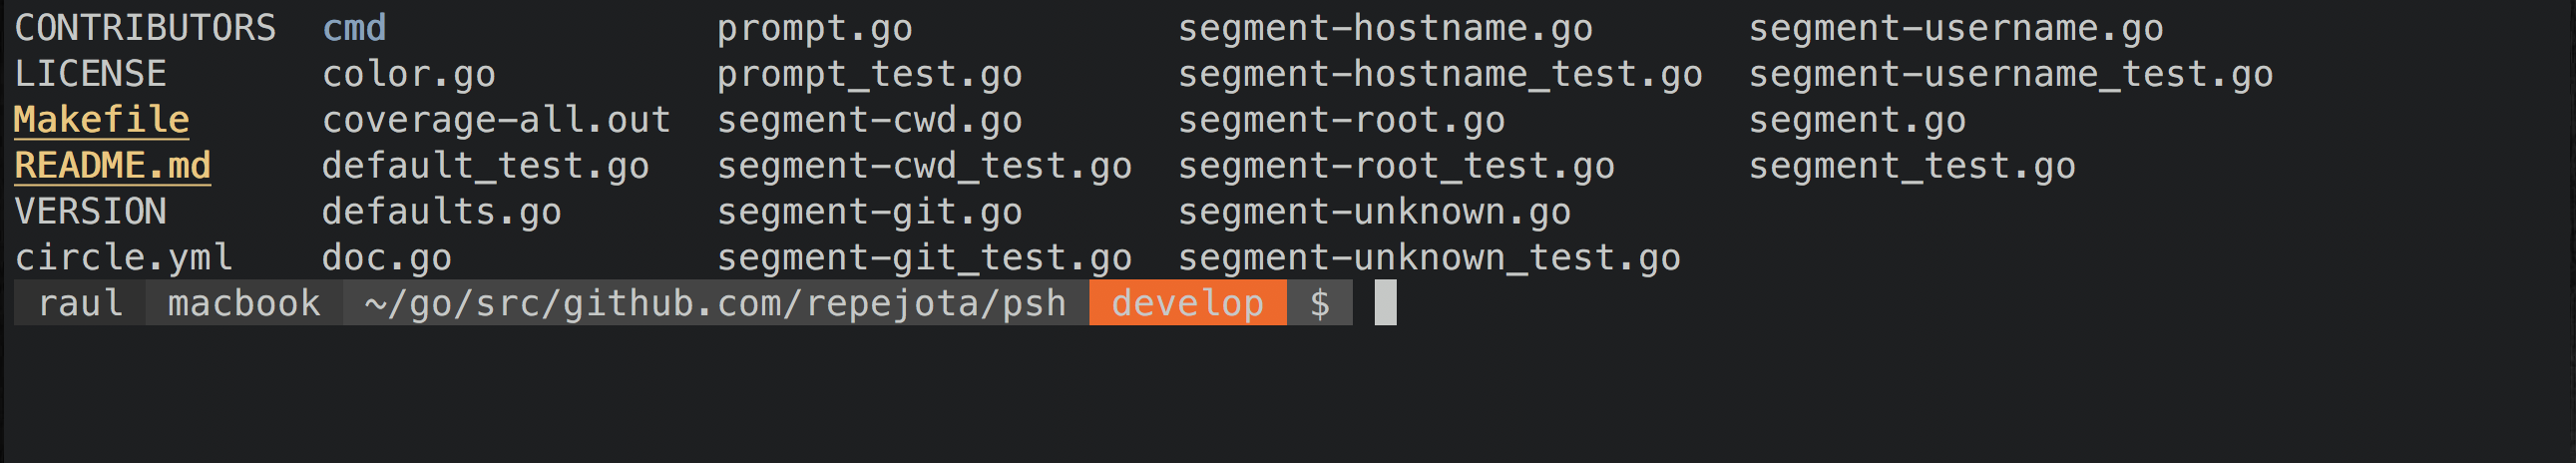 CONTRIBUTORS cmd prompt.go segment-hostname.go segment-username.go
LICENSE color.go prompt_test.go segment-hostname_test.go segment-username_test.go
Makefile coverage-all.out segment-cwd.go segment-root.go segment.go
README.md default_test.go segment-cwd_test.go segment-root_test.go segment_test.go
VERSION defaults.go segment-git.go segment-unknown.go
circle.yml doc.go segment-git_test.go segment-unknown_test.go
raul macbook ~/go/src/github.com/repejota/psh develop $